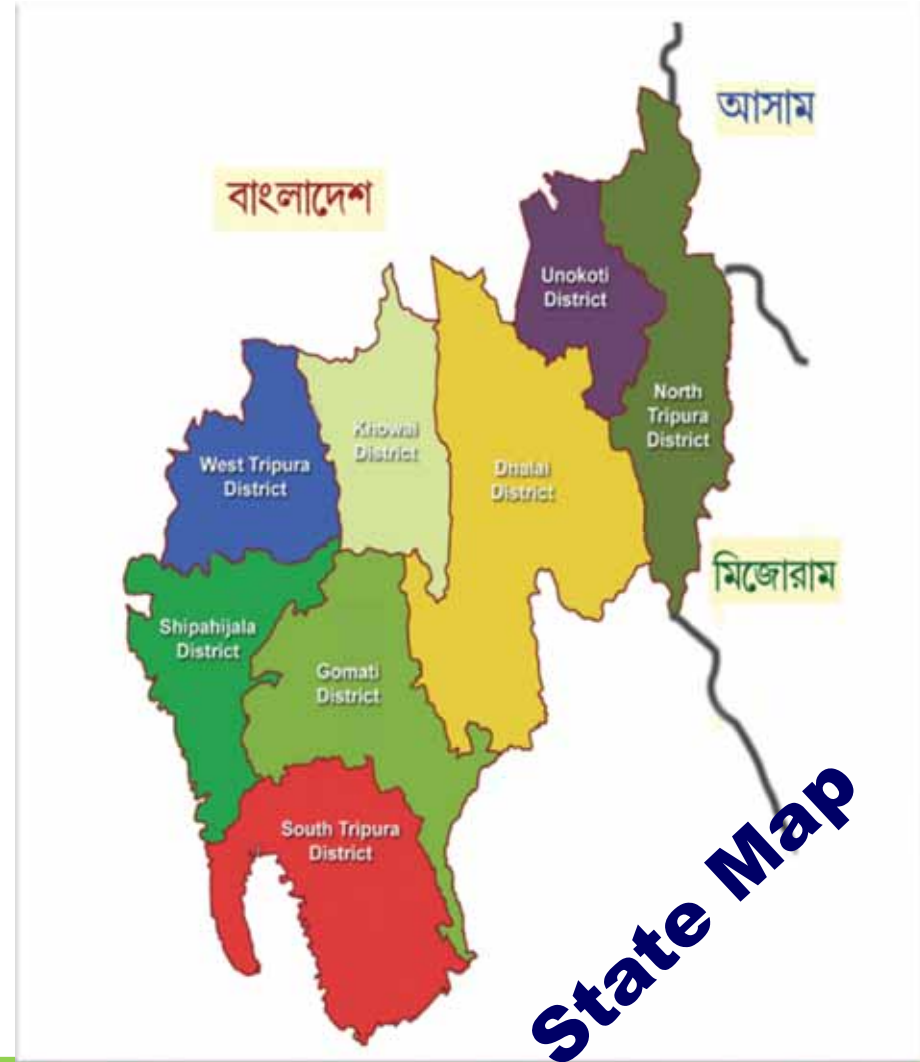 আসাম
বাংলাদেশ
Unokoti
District
North
Tripura
District
Khowai
District
West Tripura
District
Dhalai
District
মিজোরাম
Shipahijala
District
Gomati
District
South Tripura
District
State Map